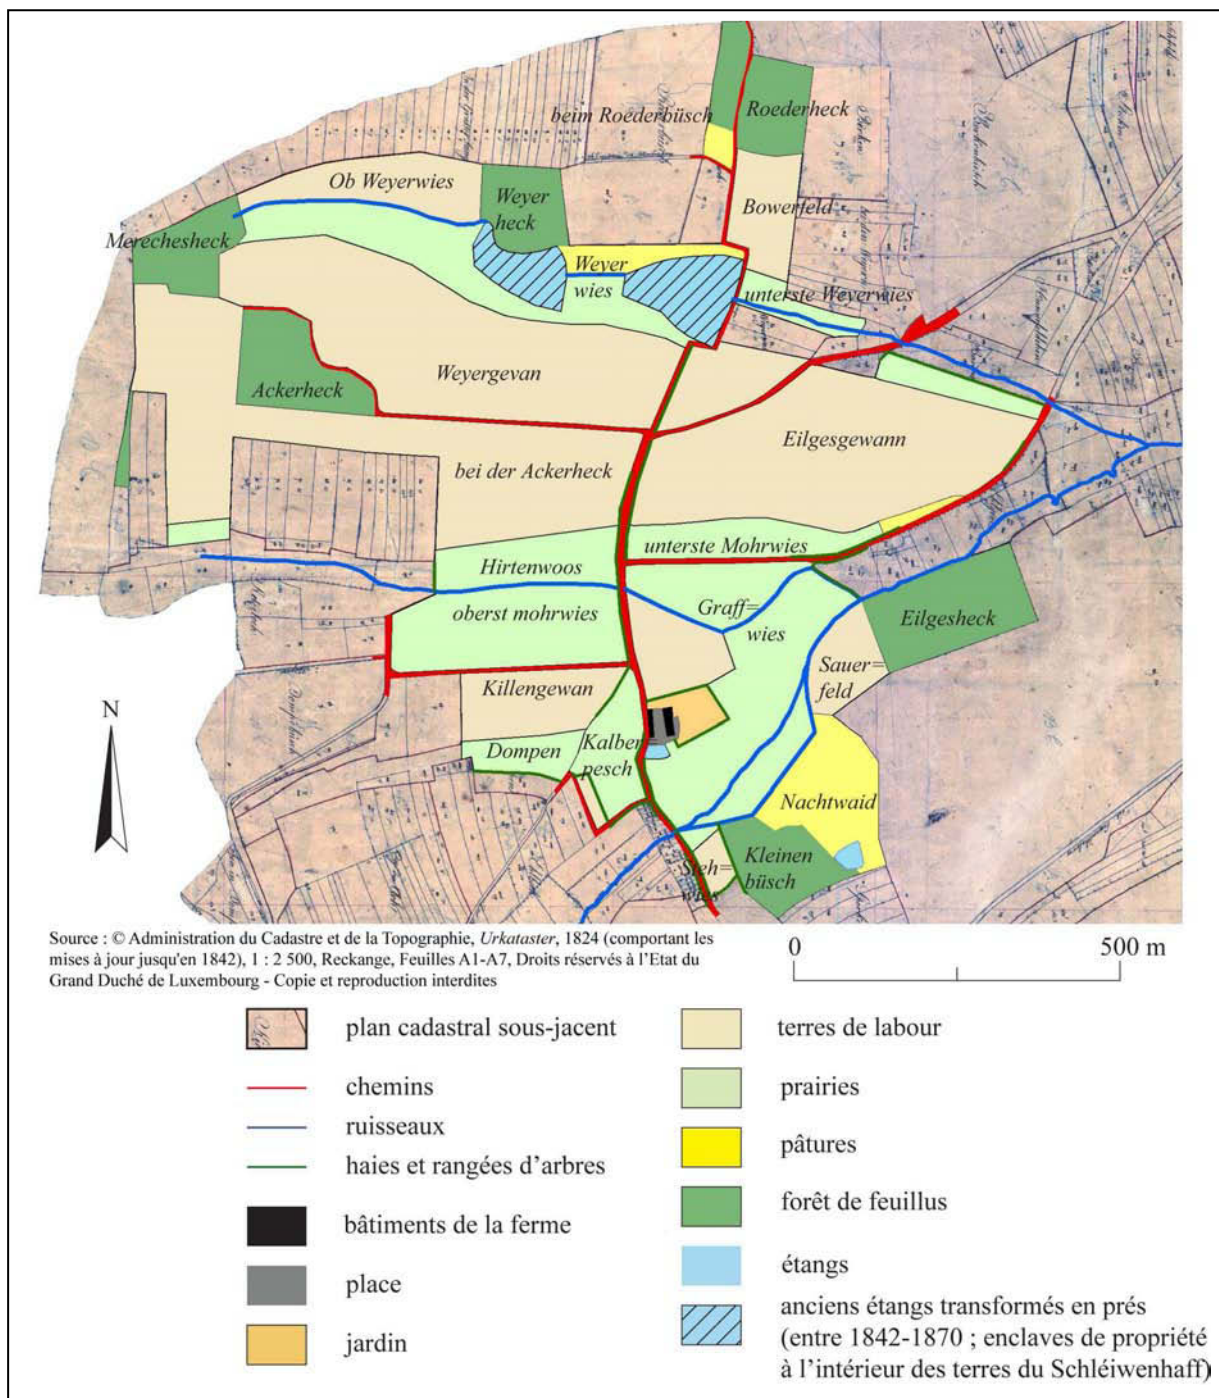 beim Roederbüsch
Roederheck
Ob Weyerwies
Weyer
heck
Bowerfeld
Merechesheck
Weyer
wies
unterste Weyerwies
Ackerheck
Weyergevan
Eilgesgewann
bei der Ackerheck
unterste Mohrwies
Hirtenwoos
oberst mohrwies
Graff=
wies
Eilgesheck
Sauer=
feld
Killengewan
Dompen
Kalber=
pesch
Nachtwaid
Kleinen
büsch
Steh=
wies
N
Source : © Administration du Cadastre et de la Topographie, Urkataster, 1824 (comportant les
mises à jour jusqu'en 1842), 1 : 2 500, Reckange, Feuilles A1-A7, Droits réservés à l'Etat du
Grand Duché de Luxembourg - Copie et reproduction interdites
0 500 m
plan cadastral sous-jacent
chemins
ruisseaux
haies et rangées d'arbres
bâtiments de la ferme
place
jardin
terres de labour
prairies
pâtures
forêt de feuillus
étangs
anciens étangs transformés en prés
(entre 1842-1870 ; enclaves de propriété
à l'intérieur des terres du Schléiwenhaff)